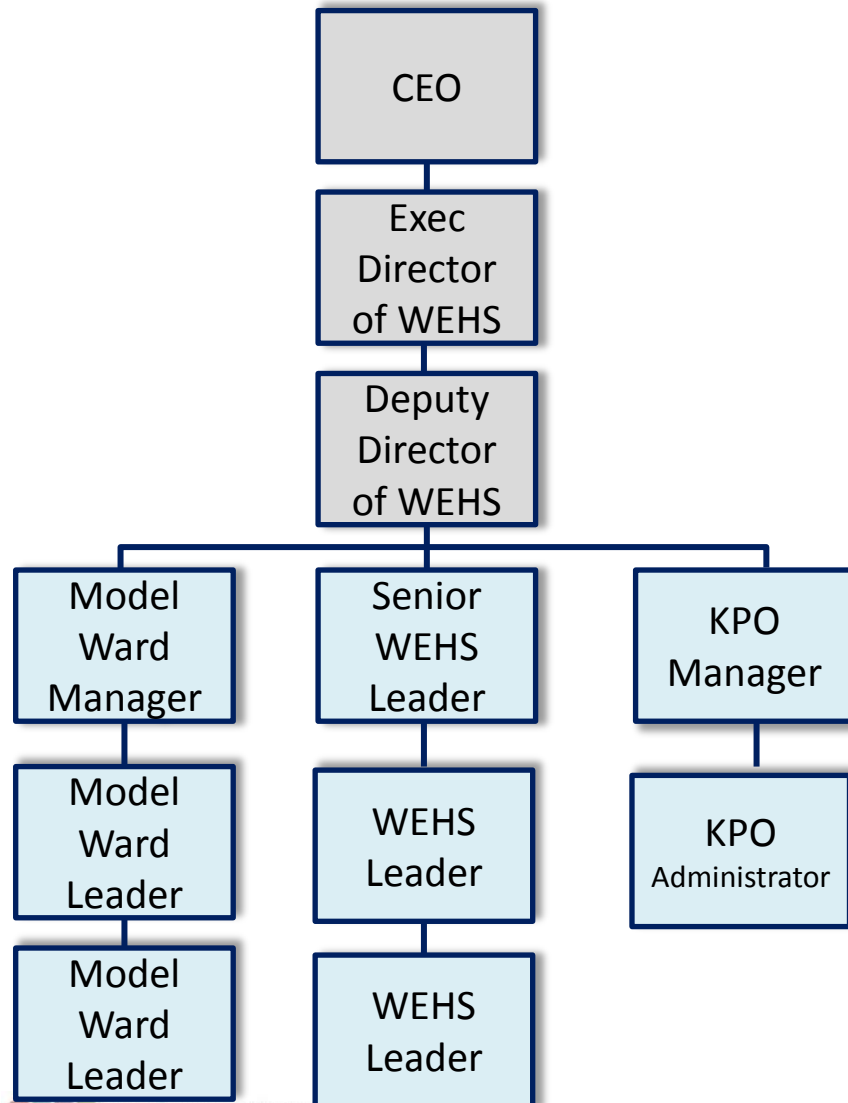 CEO
Exec
Director
of WEHS
Deputy
Director
of WEHS
Model
Ward
Manager
Senior
WEHS
Leader
KPO
Manager
Model
Ward
Leader
WEHS
Leader
KPO
Administrator
Model
Ward
Leader
WEHS
Leader